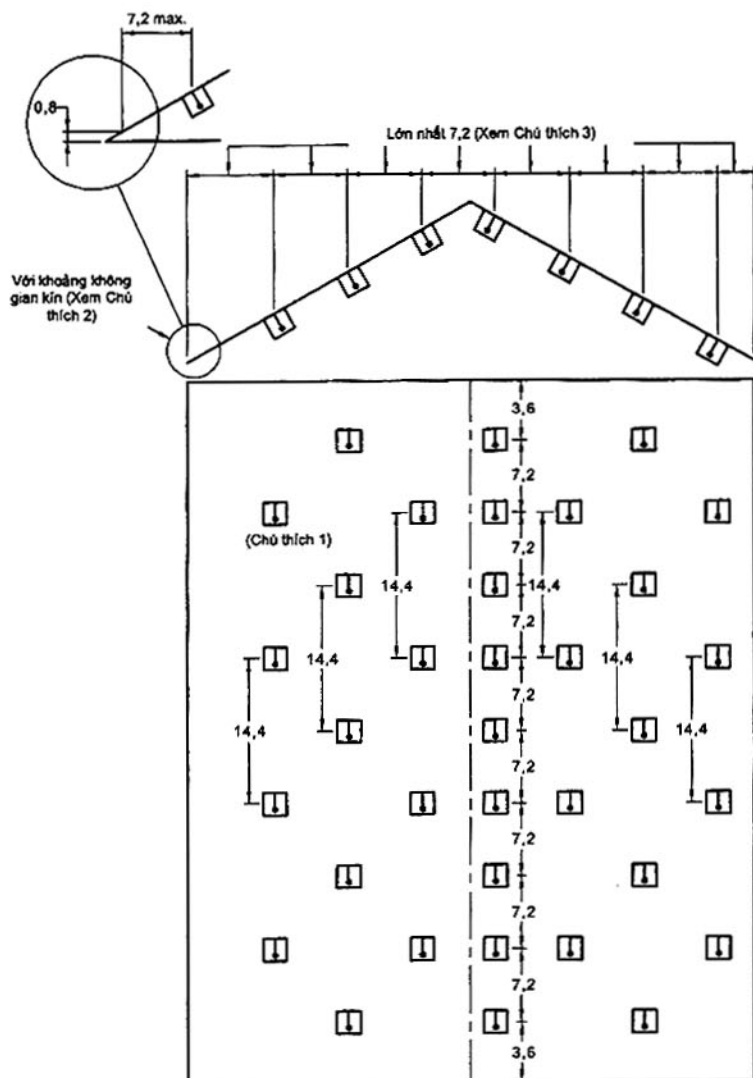 7,2 max.
0,8
Lớn nhất 7,2 (Xem Chú thích 3)
Với khoảng không
gian kín (Xem Chú
thích 2)
3,6
7,2
(Chú thích 1)
7,2
14,4
14,4
7,2
14,4
14,4
7,2
14,4
14,4
7,2
7,2
7,2
7,2
3,6